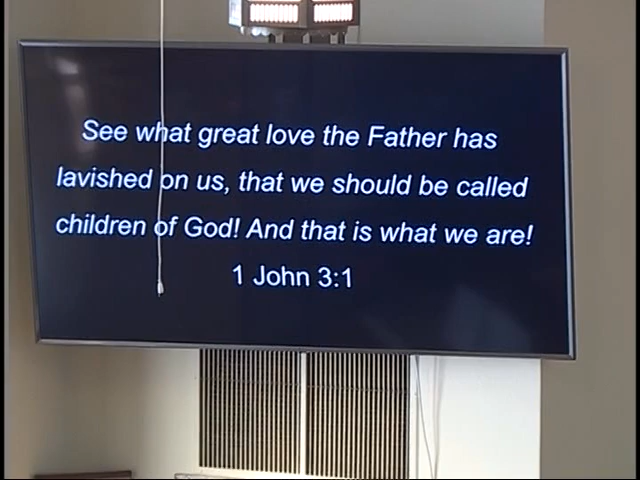 See what great love the Father has
lavished on us, that we should be called
children of God! And that is what we are!
1 John 3:1